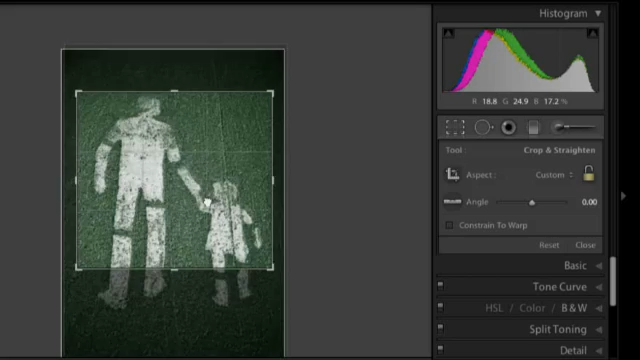 Histogram
R 18.8 G 24.9 B 17.2 %
Tool : Crop & Straighten
Aspect : Custom
Angle 0.00
Constrain To Warp
Reset Close
Basic
Tone Curve
HSL / Color / B & W
Split Toning
Detail